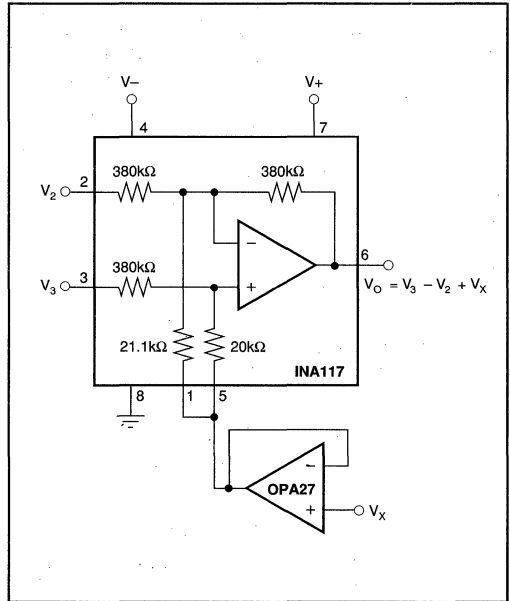 V– V+
4 7
380kΩ 380kΩ
V2 2
–
6
V3 3 380kΩ
+
VO = V3 – V2 + VX
21.1kΩ 20kΩ
INA117
8 1 5
–
OPA27
+ VX